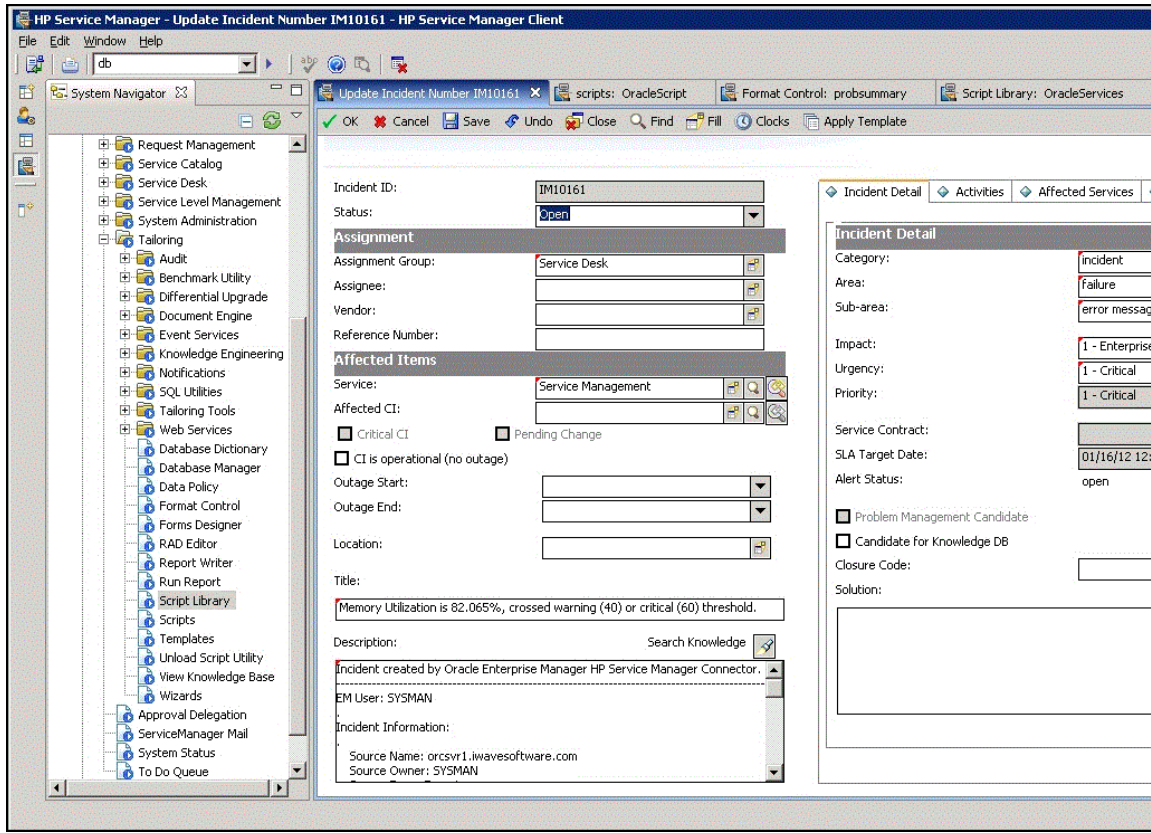 HP Service Manager - Update Incident Number IM10161 - HP Service Manager Client
File Edit Window Help
db
System Navigator
Request Management
Service Catalog
Service Desk
Service Level Management
System Administration
Tailoring
Audit
Benchmark Utility
Differential Upgrade
Document Engine
Event Services
Knowledge Engineering
Notifications
SQL Utilities
Tailoring Tools
Web Services
Database Dictionary
Database Manager
Data Policy
Format Control
Forms Designer
RAD Editor
Report Writer
Run Report
Script Library
Scripts
Templates
Unload Script Utility
View Knowledge Base
Wizards
Approval Delegation
ServiceManager Mail
System Status
To Do Queue
Update Incident Number IM10161 scripts: OracleScript Format Control: probsummary Script Library: OracleServices
OK Cancel Save Undo Close Find Fill Clocks Apply Template
Incident ID: IM10161
Status: Open
Assignment
Assignment Group: Service Desk
Assignee:
Vendor:
Reference Number:
Affected Items
Service: Service Management
Affected CI:
Critical CI Pending Change
CI is operational (no outage)
Outage Start:
Outage End:
Location:
Title:
Memory Utilization is 82.065%, crossed warning (40) or critical (60) threshold.
Description: Search Knowledge
Incident created by Oracle Enterprise Manager HP Service Manager Connector.
EM User: SYSMAN
Incident Information:
Source Name: orcsvr1.iwavesoftware.com
Source Owner: SYSMAN
Incident Detail Activities Affected Services
Incident Detail
Category: incident
Area: failure
Sub-area: error messag
Impact: 1 - Enterprise
Urgency: 1 - Critical
Priority: 1 - Critical
Service Contract:
SLA Target Date: 01/16/12 12:
Alert Status: open
Problem Management Candidate
Candidate for Knowledge DB
Closure Code:
Solution: